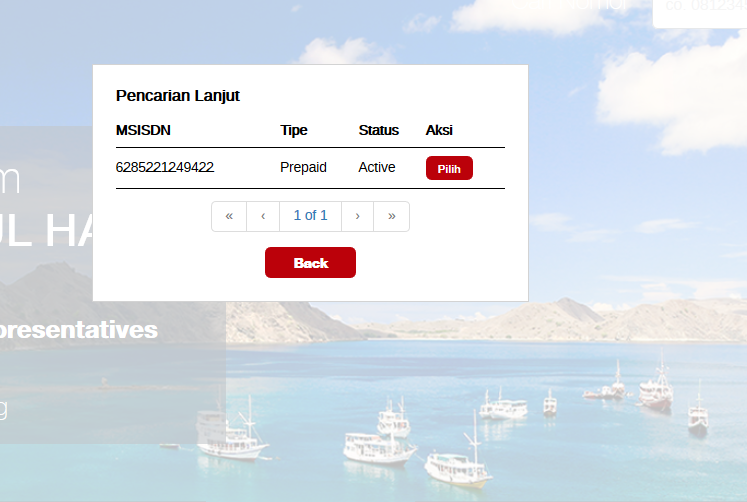 co. 081234
Pencarian Lanjut
MSISDN Tipe Status Aksi
6285221249422 Prepaid Active Pilih
« ‹ 1 of 1 › »
Back
m
UL HA
presentatives
g